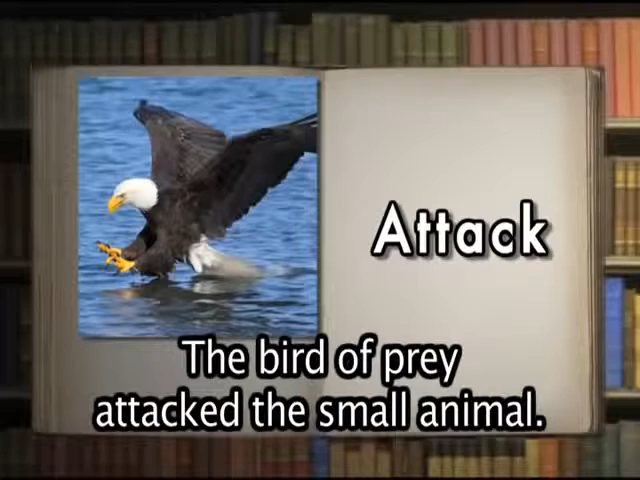 Attack
The bird of prey
attacked the small animal.